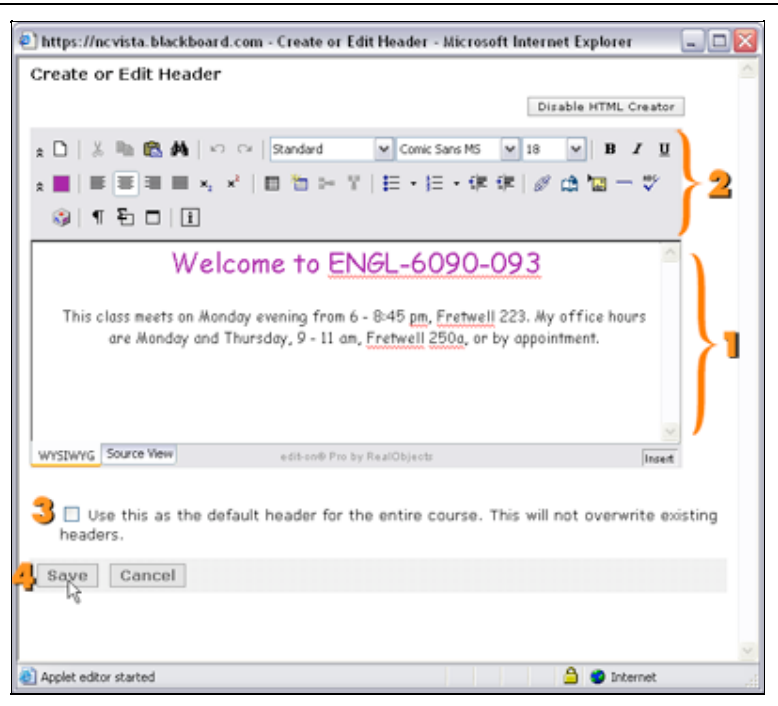 https://ncvista.blackboard.com - Create or Edit Header - Microsoft Internet Explorer
Create or Edit Header
Disable HTML Creator
Standard Comic Sans MS 18 B I U
2
Welcome to ENGL-6090-093
This class meets on Monday evening from 6 - 8:45 pm, Fretwell 223. My office hours
are Monday and Thursday, 9 - 11 am, Fretwell 250a, or by appointment.
1
WYSIWYG Source View edit-on® Pro by RealObjects Insert
3 Use this as the default header for the entire course. This will not overwrite existing
headers.
4 Save Cancel
Applet editor started Internet